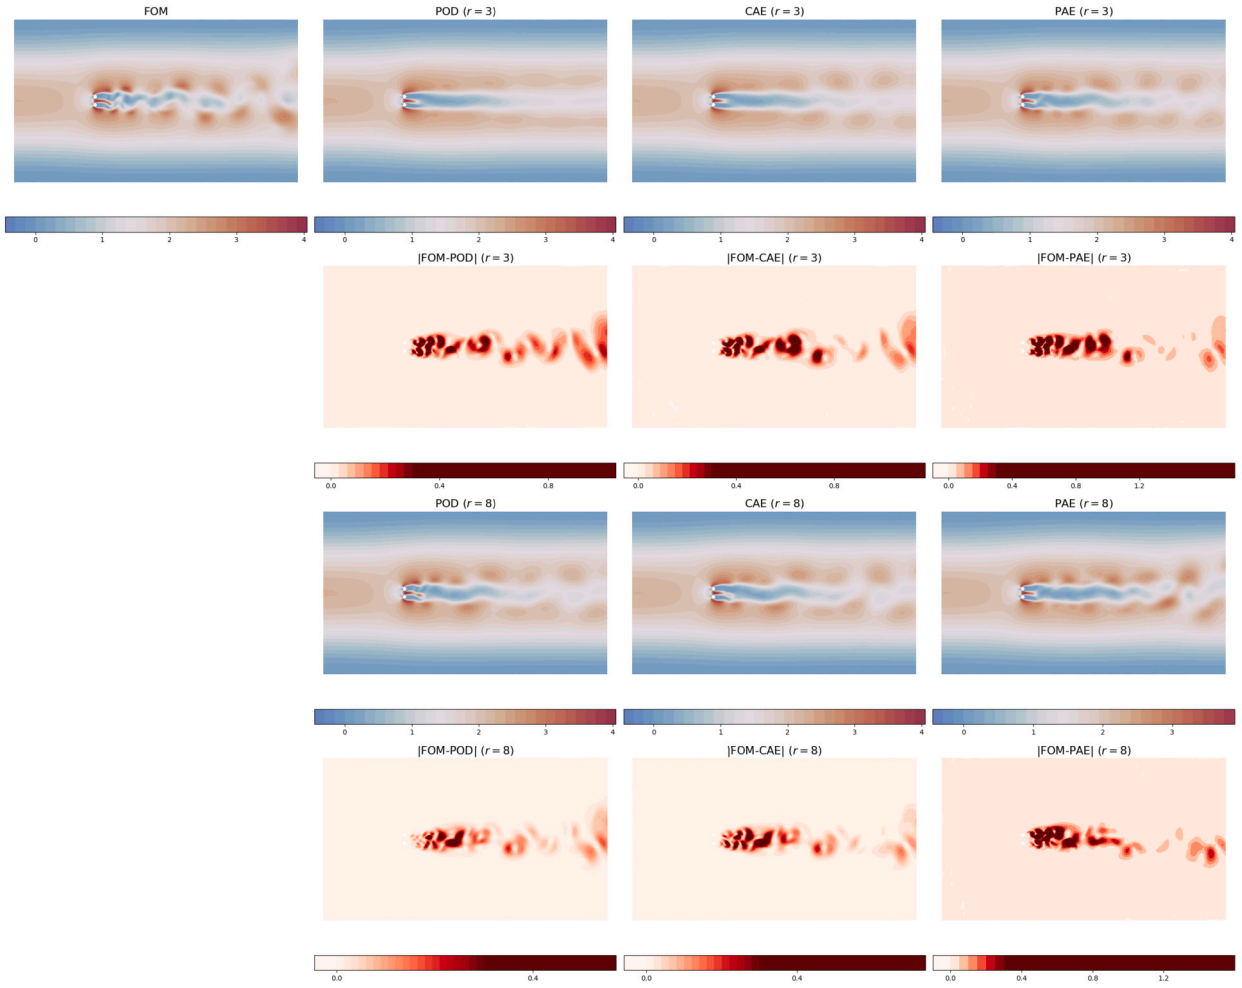 FOM POD (r = 3) CAE (r = 3) PAE (r = 3)
0 1 2 3 4 0 1 2 3 4 0 1 2 3 4 0 1 2 3 4
|FOM-POD| (r = 3) |FOM-CAE| (r = 3) |FOM-PAE| (r = 3)
0.0 0.4 0.8 0.0 0.4 0.8 0.0 0.4 0.8 1.2
POD (r = 8) CAE (r = 8) PAE (r = 8)
0 1 2 3 4 0 1 2 3 4 0 1 2 3
|FOM-POD| (r = 8) |FOM-CAE| (r = 8) |FOM-PAE| (r = 8)
0.0 0.4 0.0 0.4 0.0 0.4 0.8 1.2